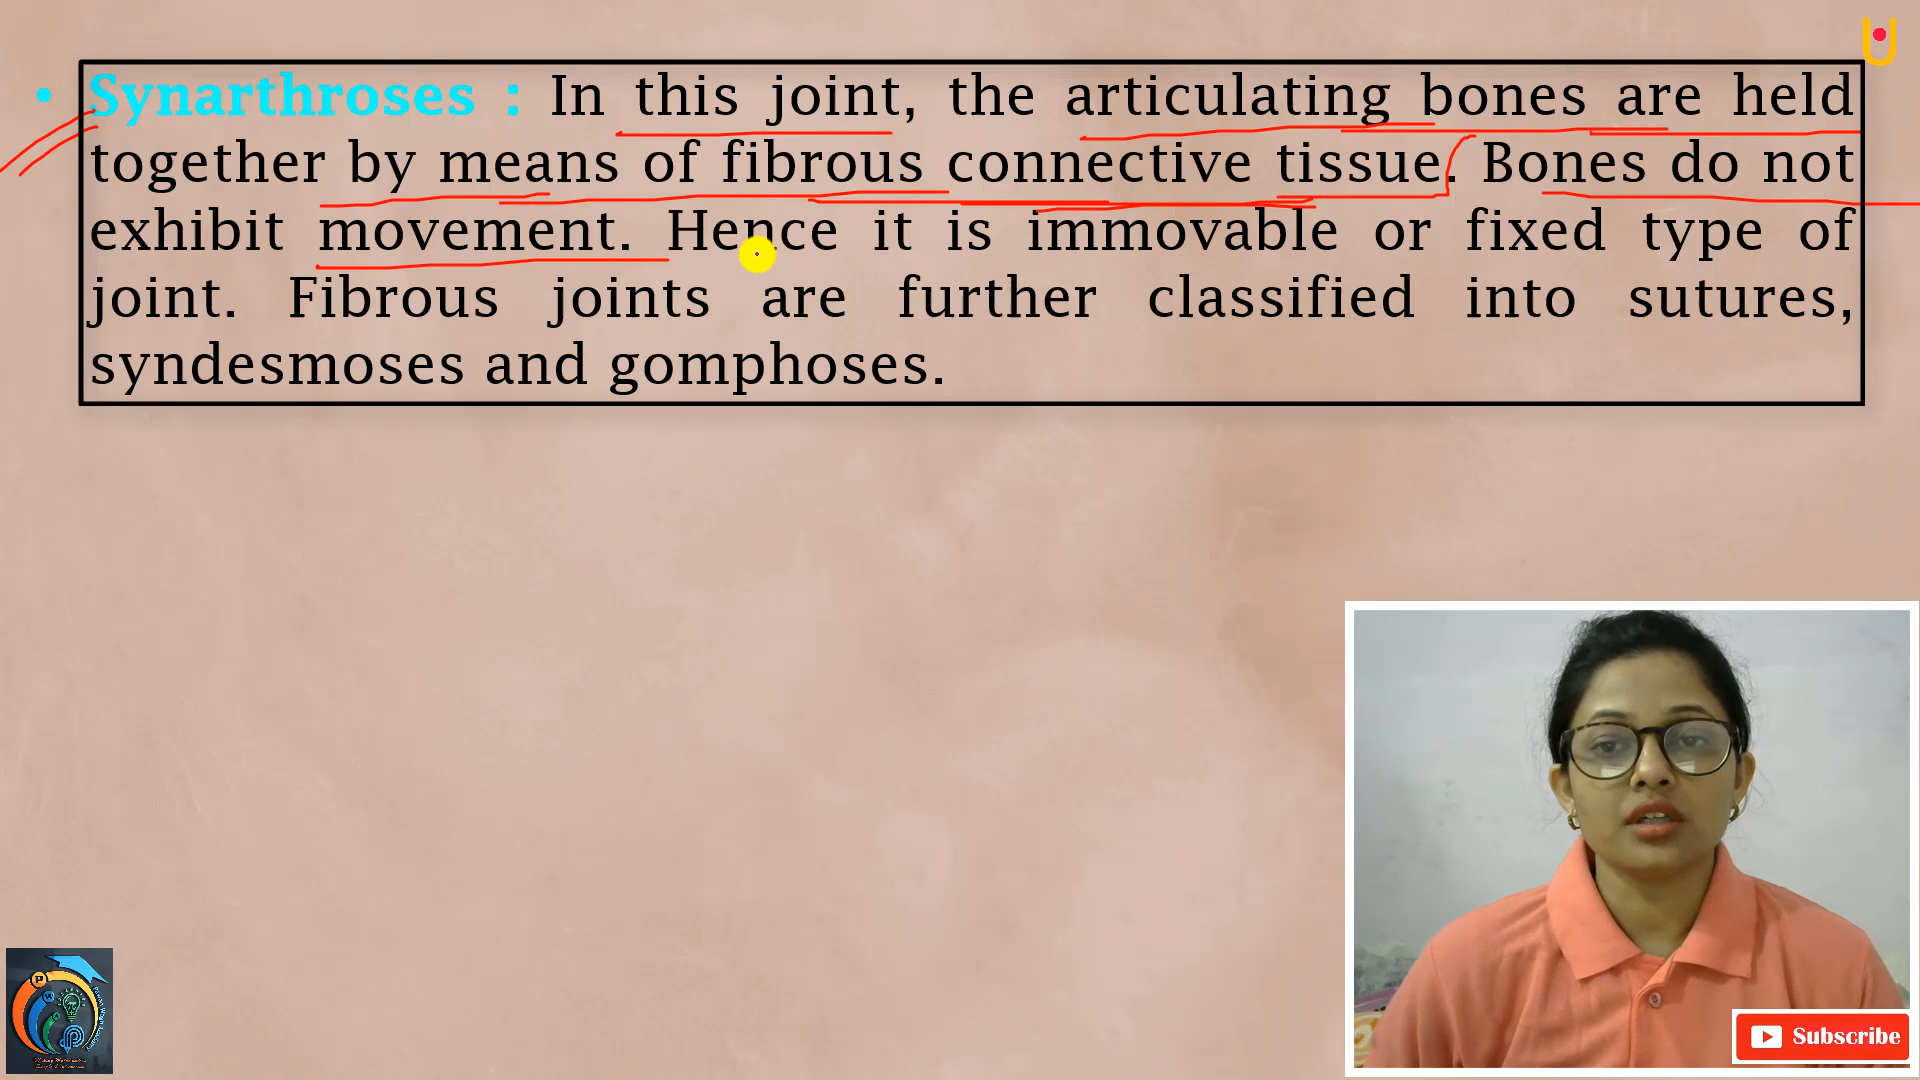 • Synarthroses : In this joint, the articulating bones are held
together by means of fibrous connective tissue. Bones do not
exhibit movement. Hence it is immovable or fixed type of
joint. Fibrous joints are further classified into sutures,
syndesmoses and gomphoses.
Subscribe